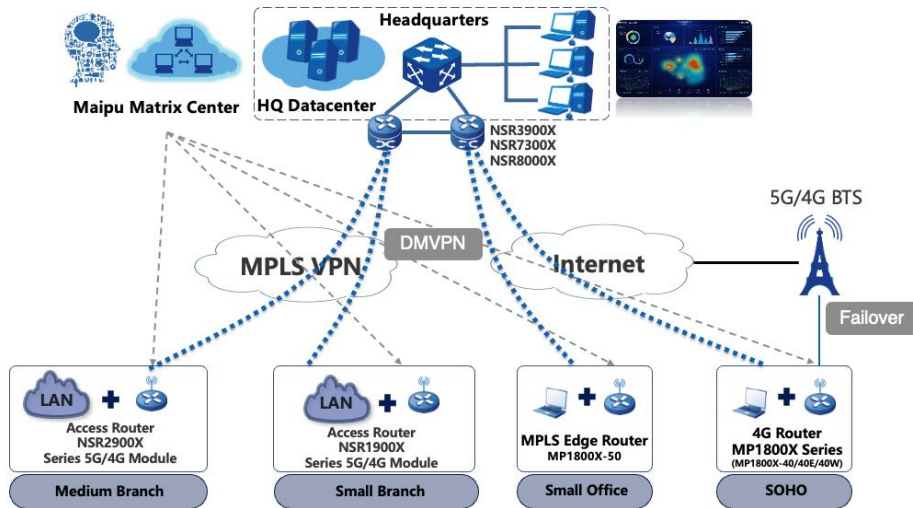 Headquarters
Maipu Matrix Center
HQ Datacenter
NSR3900X
NSR7300X
NSR8000X
5G/4G BTS
MPLS VPN
DMVPN
Internet
Failover
LAN
Access Router
NSR2900X
Series 5G/4G Module
Medium Branch
LAN
Access Router
NSR1900X
Series 5G/4G Module
Small Branch
MPLS Edge Router
MP1800X-50
Small Office
4G Router
MP1800X Series
(MP1800X-40/40E/40W)
SOHO